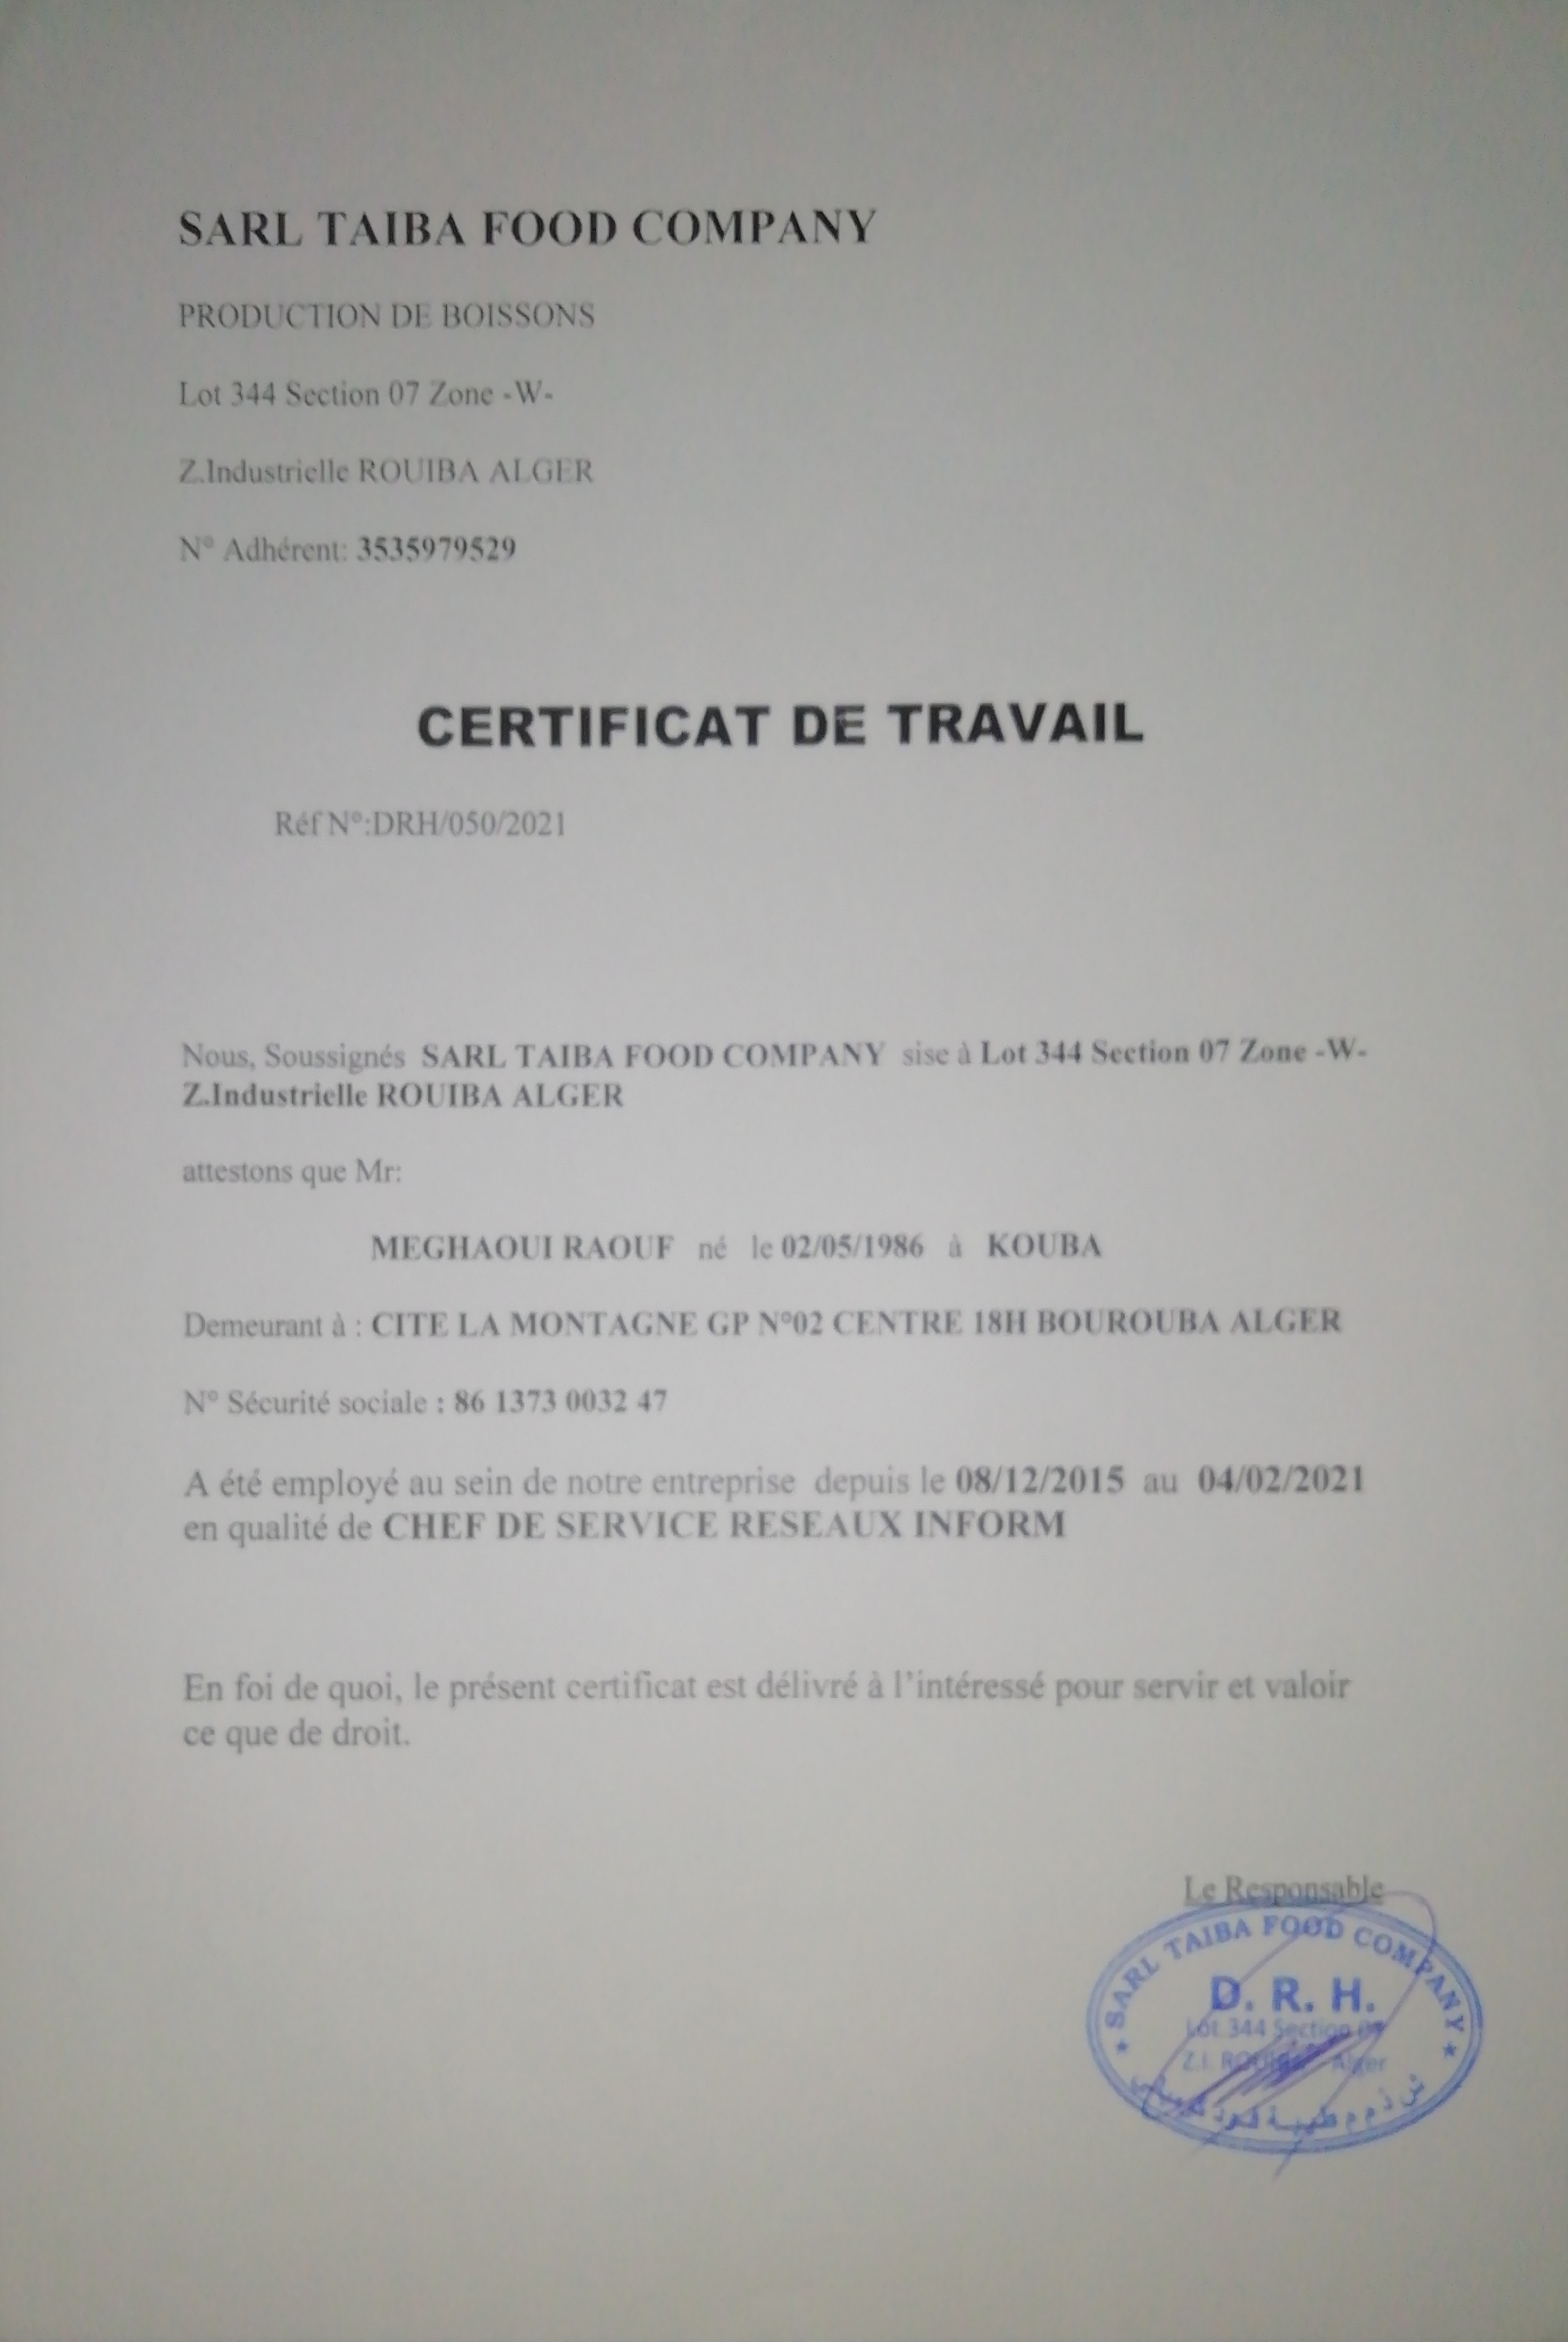 SARL TAIBA FOOD COMPANY
PRODUCTION DE BOISSONS
Lot 344 Section 07 Zone -W-
Z.Industrielle ROUIBA ALGER
N° Adhérent: 3535979529
CERTIFICAT DE TRAVAIL
Réf N°:DRH/050/2021
Nous, Soussignés SARL TAIBA FOOD COMPANY sise à Lot 344 Section 07 Zone -W-
Z.Industrielle ROUIBA ALGER
attestons que Mr:
MEGHAOUI RAOUF né le 02/05/1986 à KOUBA
Demeurant à : CITE LA MONTAGNE GP N°02 CENTRE 18H BOUROUBA ALGER
N° Sécurité sociale : 86 1373 0032 47
A été employé au sein de notre entreprise depuis le 08/12/2015 au 04/02/2021
en qualité de CHEF DE SERVICE RESEAUX INFORM
En foi de quoi, le présent certificat est délivré à l'intéressé pour servir et valoir
ce que de droit.
Le Responsable
SARL TAIBA FOOD COMPANY
D. R. H.
Lot 344 Section 07
Z.I. ROUIBA - Alger
ش ذ م م طيبة فود كومباني